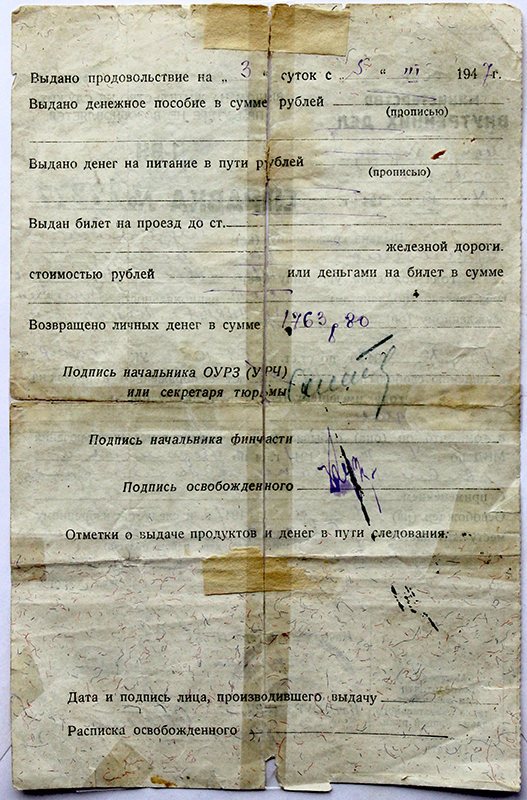 Выдано продовольствие на „ 3 “ суток с „ 5 “ III 1947г.
Выдано денежное пособие в сумме рублей
(прописью)
Выдано денег на питание в пути рублей
(прописью)
Выдан билет на проезд до ст.
железной дороги.
стоимостью рублей или деньгами на билет в сумме
Возвращено личных денег в сумме 1763, 80
Подпись начальника ОУРЗ (УРЧ)
или секретаря тюрьмы
Подпись начальника финчасти
Подпись освобожденного
Отметки о выдаче продуктов и денег в пути следования:
Дата и подпись лица, производившего выдачу
Расписка освобожденного